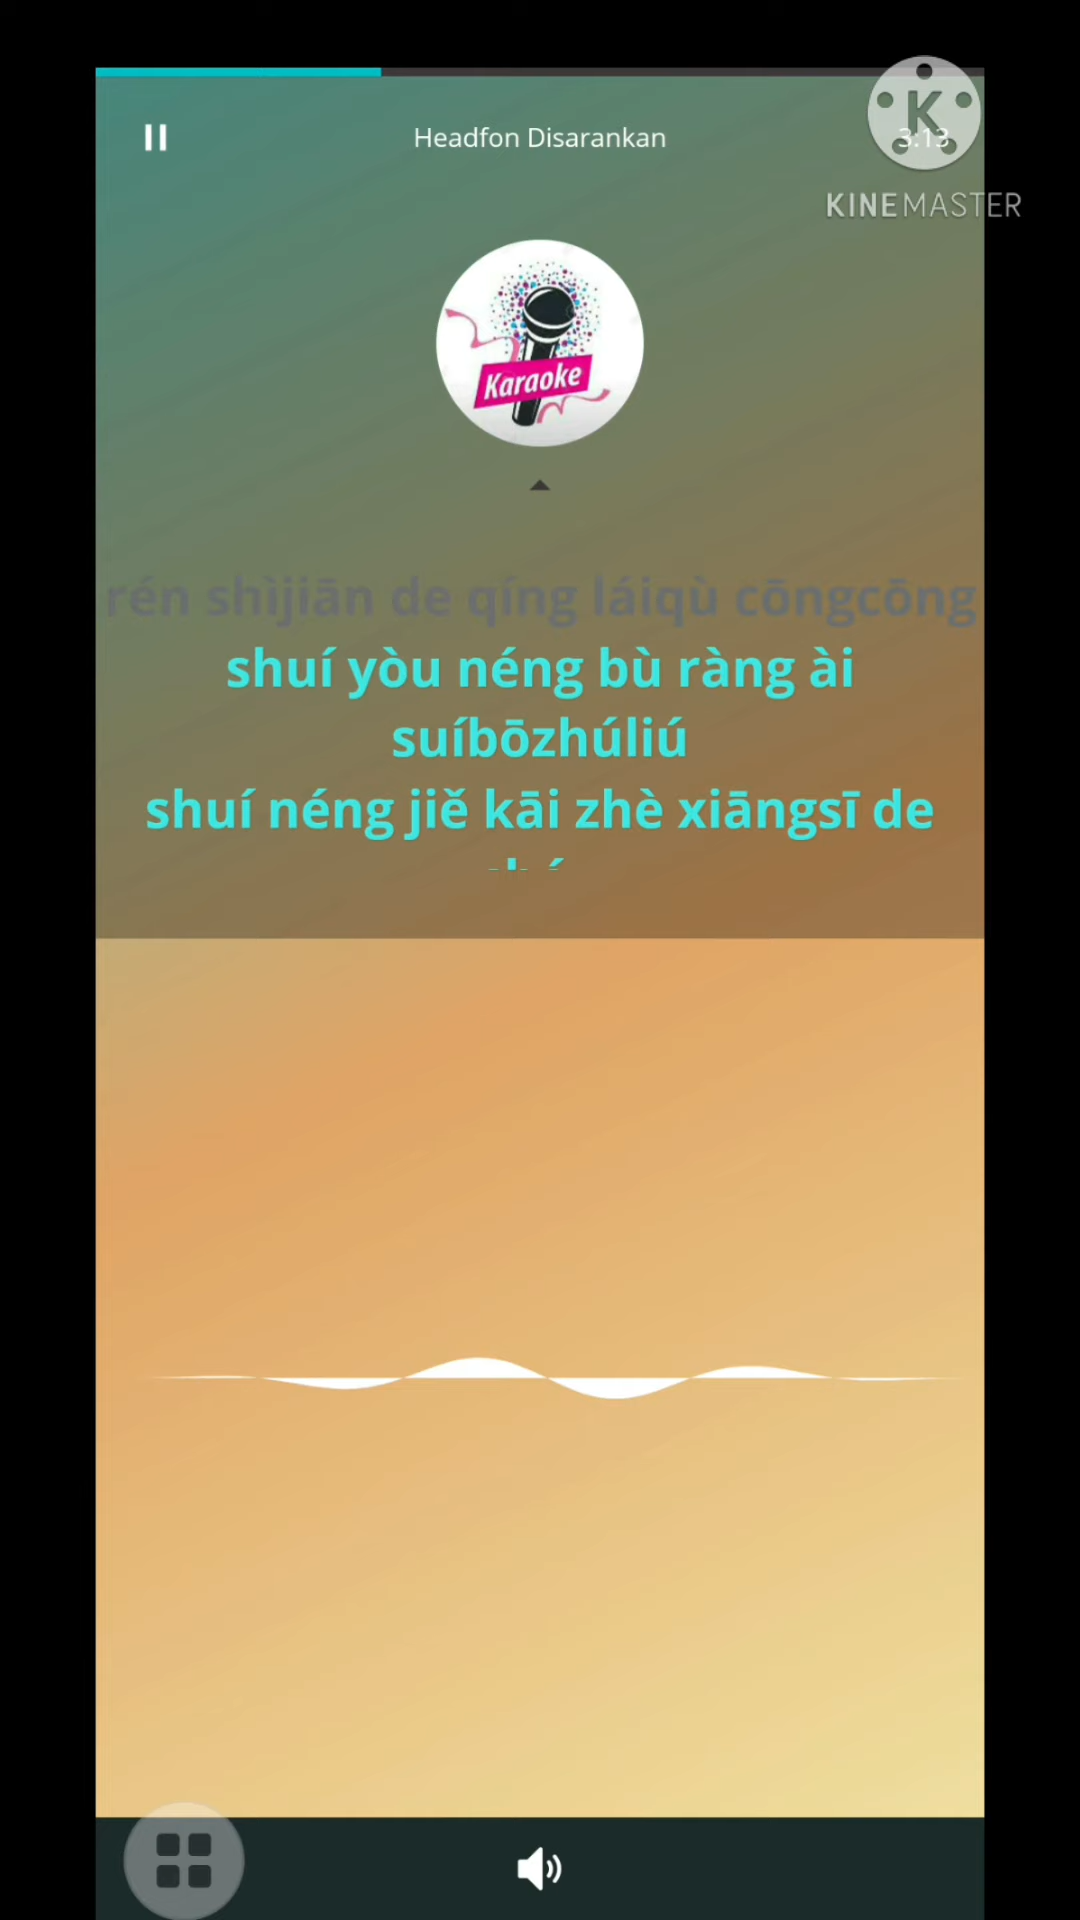 Headfon Disarankan
3:13
K
KINEMASTER
Karaoke
rén shìjiān de qíng láiqù cōngcōng
shuí yòu néng bù ràng ài
suíbōzhúliú
shuí néng jiě kāi zhè xiāngsī de